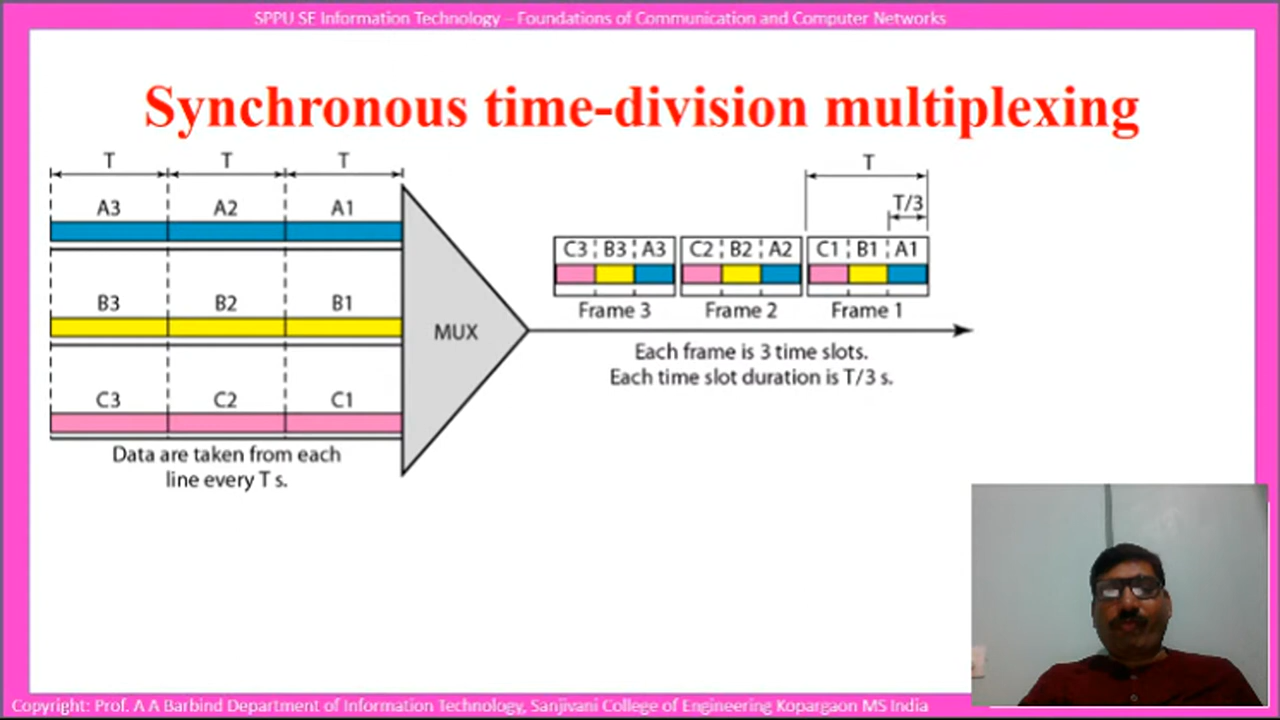 SPPU SE Information Technology – Foundations of Communication and Computer Networks
Synchronous time-division multiplexing
T T T
T
T/3
A3 A2 A1
B3 B2 B1
C3 C2 C1
MUX
C3 B3 A3 C2 B2 A2 C1 B1 A1
Frame 3 Frame 2 Frame 1
Each frame is 3 time slots.
Each time slot duration is T/3 s.
Data are taken from each
line every T s.
Copyright: Prof. A A Barbind Department of Information Technology, Sanjivani College of Engineering Kopargaon MS India